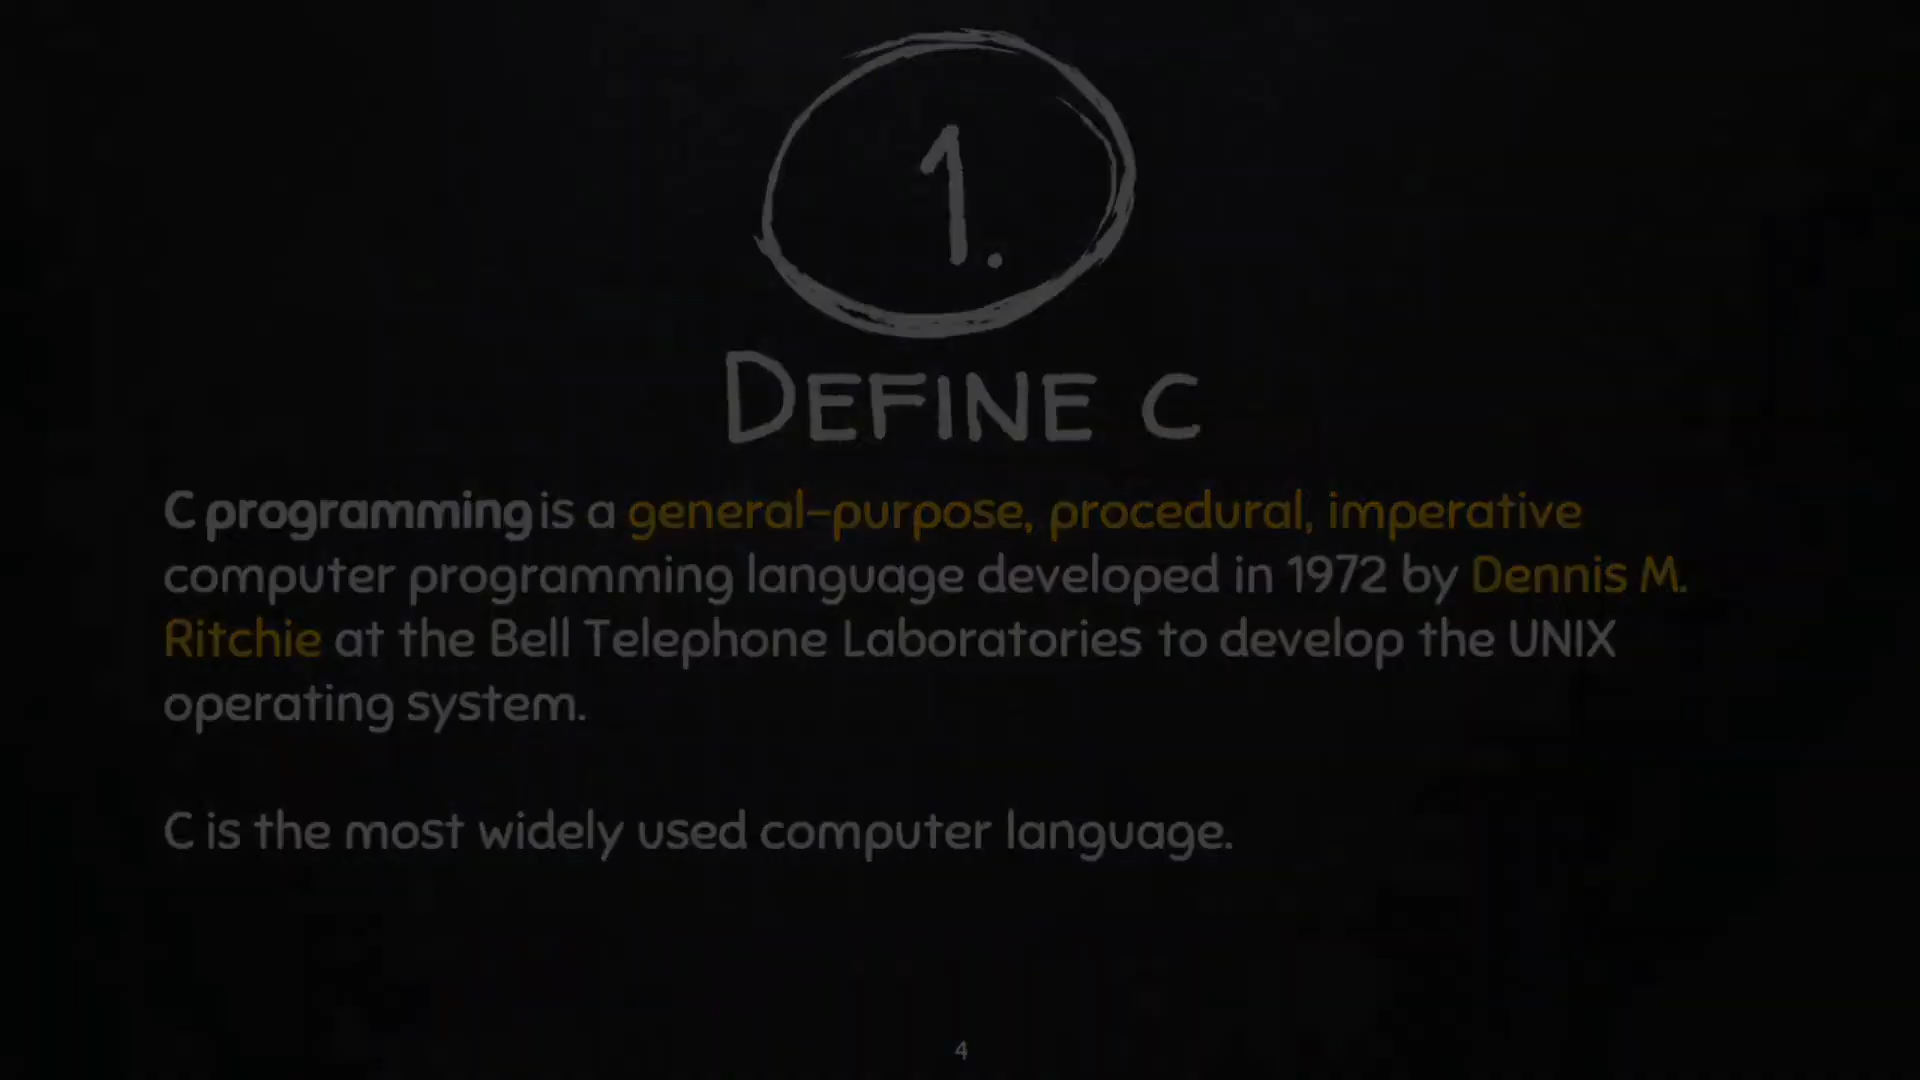 1.
DEFINE C
C programming is a general-purpose, procedural, imperative
computer programming language developed in 1972 by Dennis M.
Ritchie at the Bell Telephone Laboratories to develop the UNIX
operating system.
C is the most widely used computer language.
4